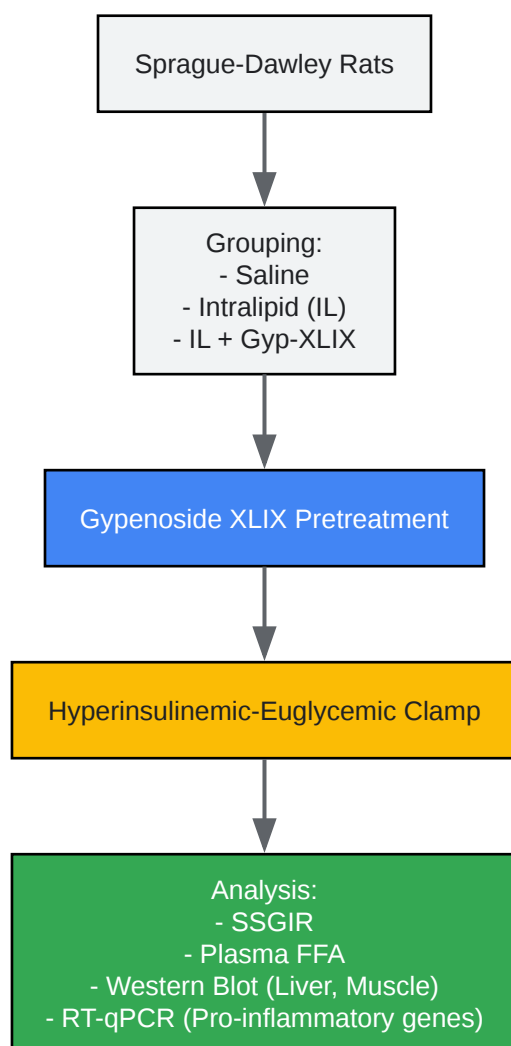 Sprague-Dawley Rats
Grouping:
- Saline
- Intralipid (IL)
- IL + Gyp-XLIX
Gypenoside XLIX Pretreatment
Hyperinsulinemic-Euglycemic Clamp
Analysis:
- SSGIR
- Plasma FFA
- Western Blot (Liver, Muscle)
- RT-qPCR (Pro-inflammatory genes)